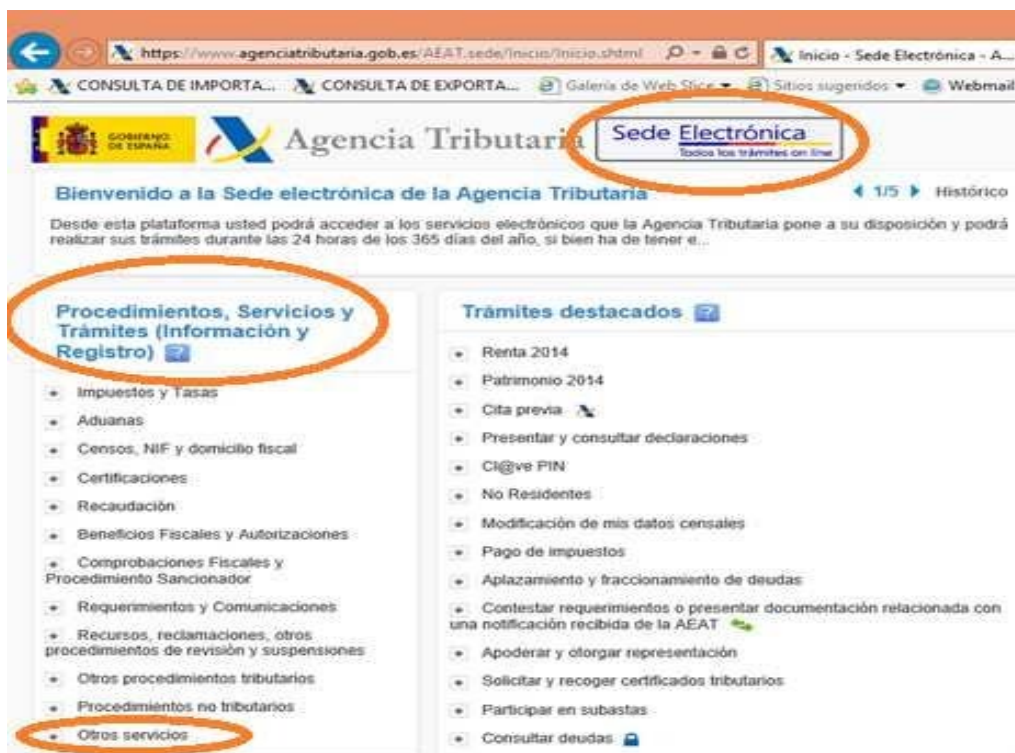 https://www.agenciatributaria.gob.es/AEAT.sede/Inicio/Inicio.shtml
Inicio - Sede Electrónica - A...
CONSULTA DE IMPORTA...
CONSULTA DE EXPORTA...
Galería de Web Slice
Sitios sugeridos
Webmail
GOBIERNO
DE ESPAÑA
Agencia Tributaria
Sede Electrónica
Todos los trámites on line
Bienvenido a la Sede electrónica de la Agencia Tributaria
1/5
Histórico
Desde esta plataforma usted podrá acceder a los servicios electrónicos que la Agencia Tributaria pone a su disposición y podrá
realizar sus trámites durante las 24 horas de los 365 días del año, si bien ha de tener e...
Procedimientos, Servicios y
Trámites (Información y
Registro)
Impuestos y Tasas
Aduanas
Censos, NIF y domicilio fiscal
Certificaciones
Recaudación
Beneficios Fiscales y Autorizaciones
Comprobaciones Fiscales y
Procedimiento Sancionador
Requerimientos y Comunicaciones
Recursos, reclamaciones, otros
procedimientos de revisión y suspensiones
Otros procedimientos tributarios
Procedimientos no tributarios
Otros servicios
Trámites destacados
Renta 2014
Patrimonio 2014
Cita previa
Presentar y consultar declaraciones
Cl@ve PIN
No Residentes
Modificación de mis datos censales
Pago de impuestos
Aplazamiento y fraccionamiento de deudas
Contestar requerimientos o presentar documentación relacionada con
una notificación recibida de la AEAT
Apoderar y otorgar representación
Solicitar y recoger certificados tributarios
Participar en subastas
Consultar deudas